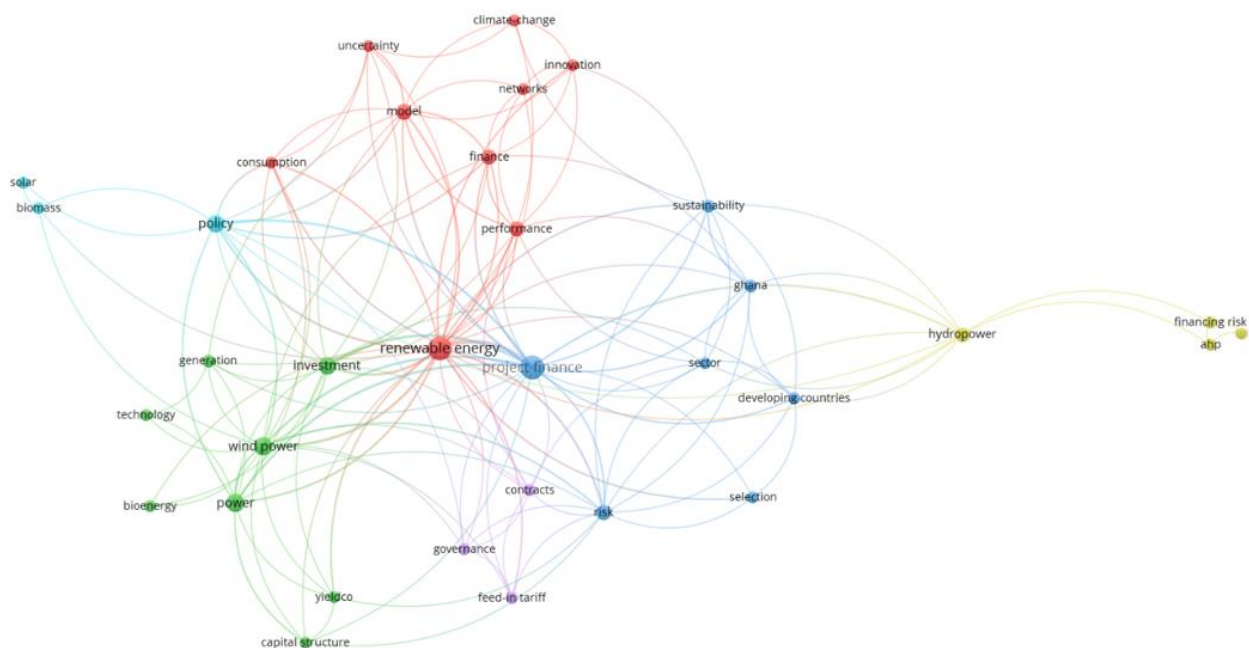 climate-change
uncertainty
innovation
networks
model
finance
consumption
solar
biomass
policy
performance
sustainability
ghana
financing risk
hydropower
ahp
renewable energy
generation
investment
project finance
sector
developing countries
technology
wind power
contracts
selection
bioenergy
power
risk
governance
yieldco
feed-in tariff
capital structure